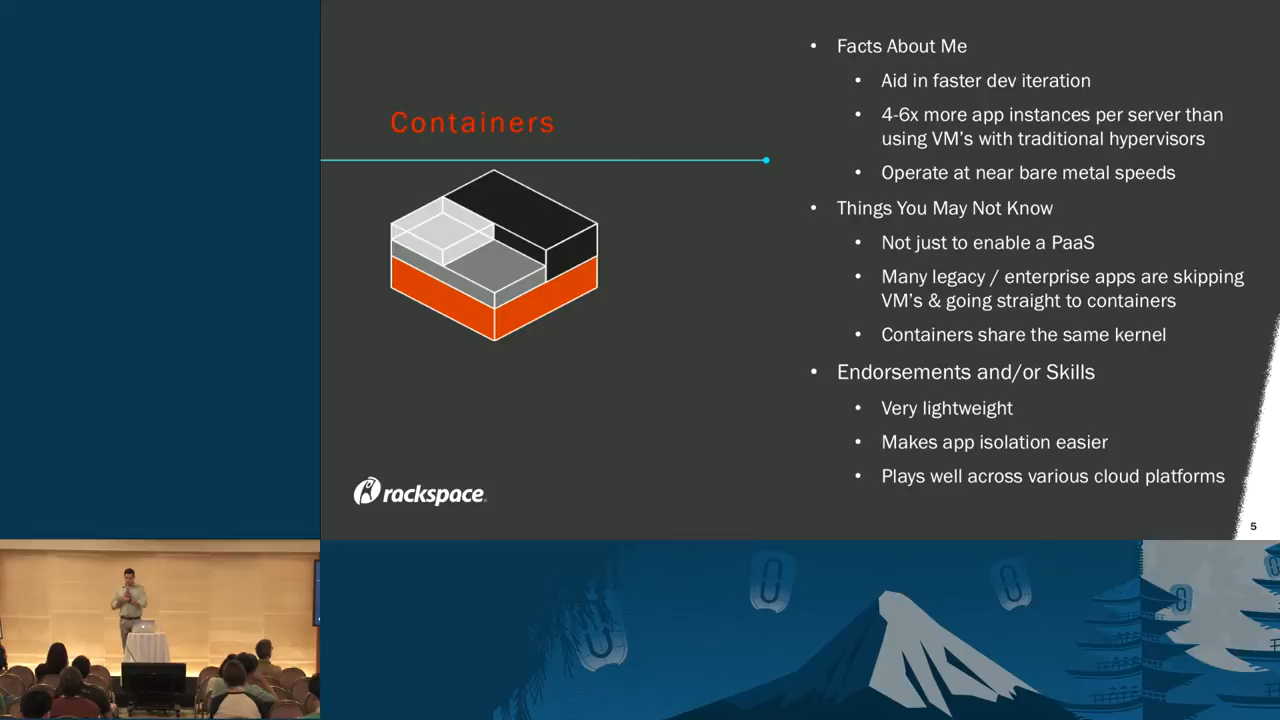 Containers
rackspace
• Facts About Me
• Aid in faster dev iteration
• 4-6x more app instances per server than
using VM's with traditional hypervisors
• Operate at near bare metal speeds
• Things You May Not Know
• Not just to enable a PaaS
• Many legacy / enterprise apps are skipping
VM's & going straight to containers
• Containers share the same kernel
• Endorsements and/or Skills
• Very lightweight
• Makes app isolation easier
• Plays well across various cloud platforms
5